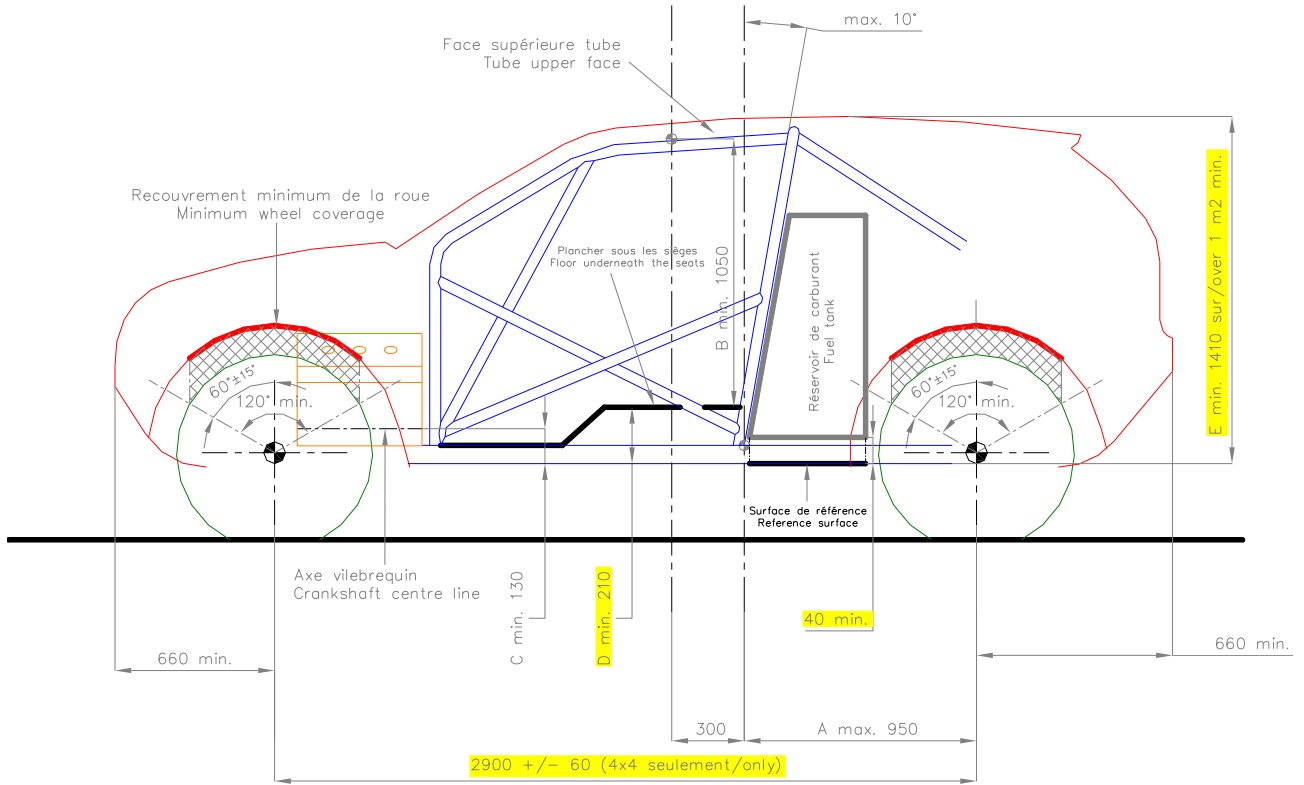 max. 10°
Face supérieure tube
Tube upper face
Recouvrement minimum de la roue
Minimum wheel coverage
Plancher sous les sièges
Floor underneath the seats
B min. 1050
Réservoir de carburant
Fuel tank
E min. 1410 sur/over 1 m2 min.
60°±15°
120° min.
60°±15°
120° min.
Surface de référence
Reference surface
Axe vilebrequin
Crankshaft centre line
C min. 130
D min. 210
40 min.
660 min.
660 min.
300
A max. 950
2900 +/- 60 (4x4 seulement/only)